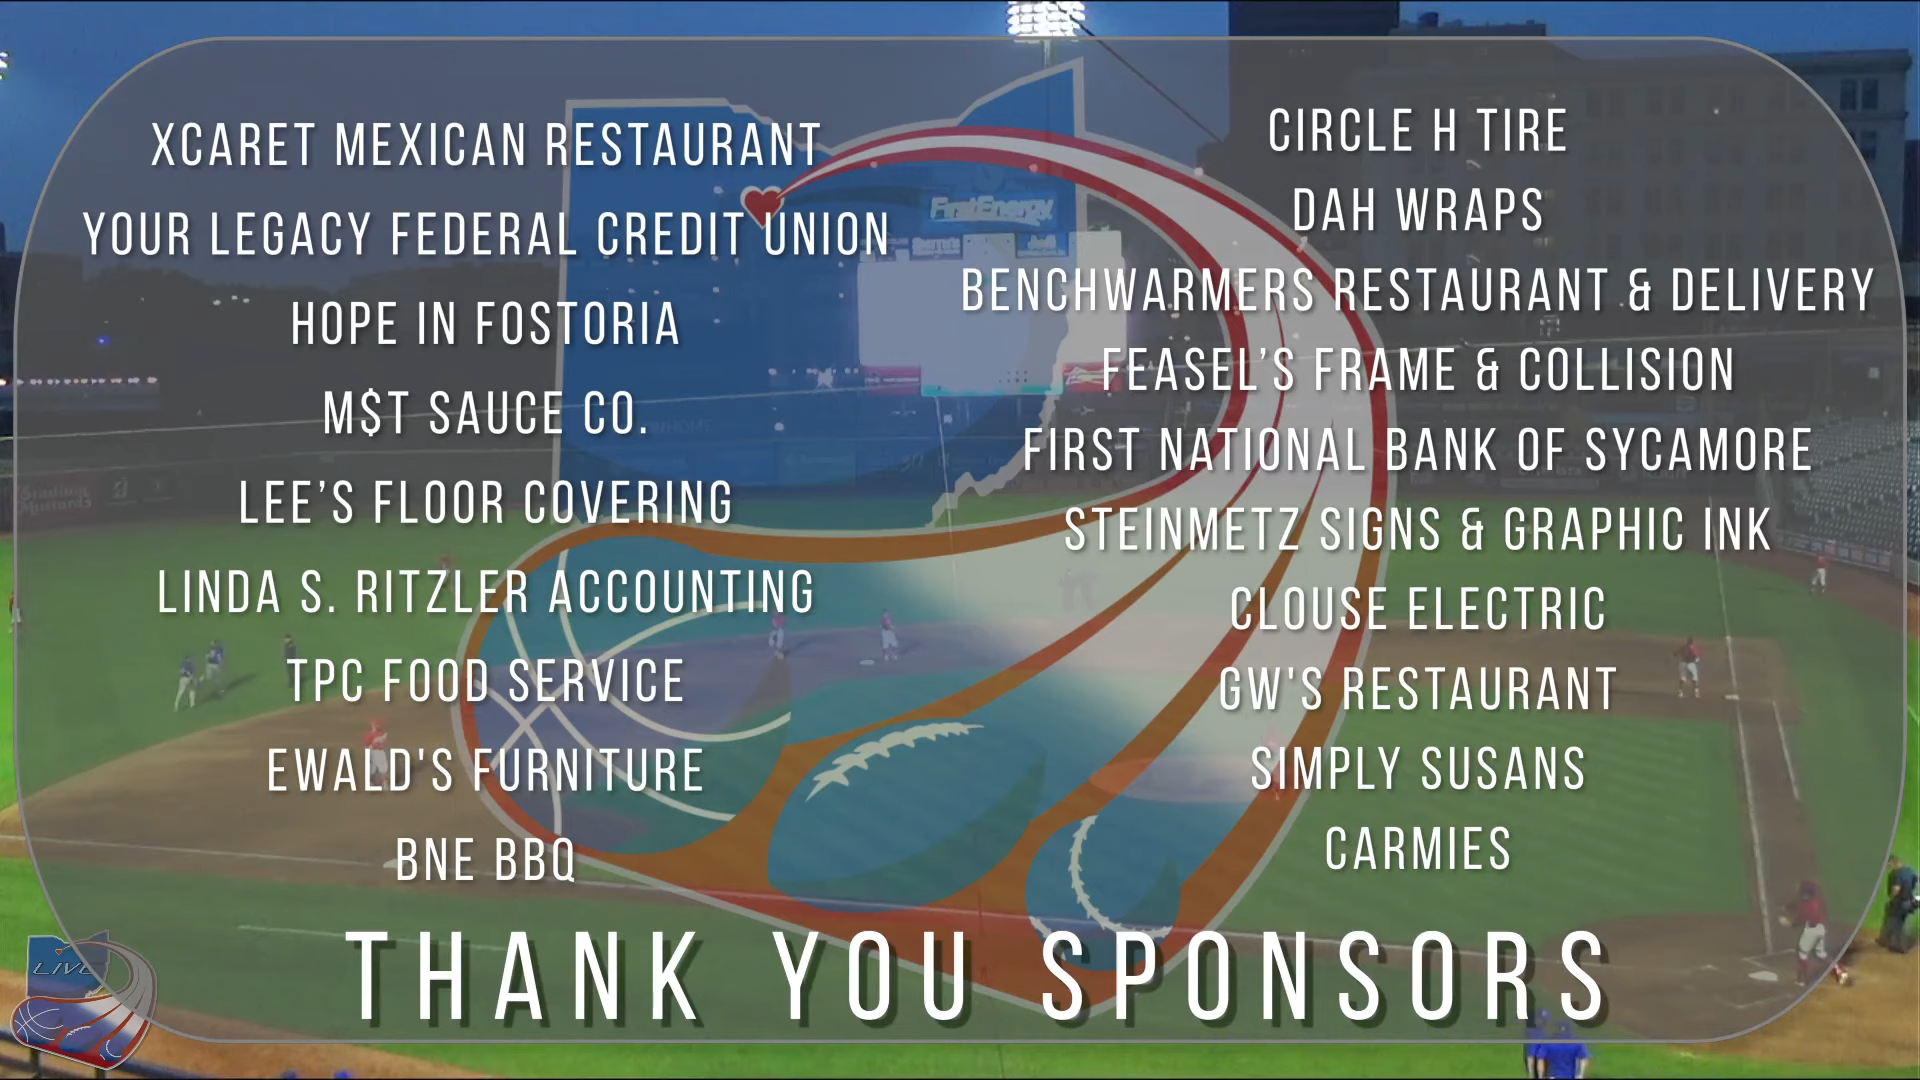 XCARET MEXICAN RESTAURANT
YOUR LEGACY FEDERAL CREDIT UNION
HOPE IN FOSTORIA
M$T SAUCE CO.
LEE’S FLOOR COVERING
LINDA S. RITZLER ACCOUNTING
TPC FOOD SERVICE
EWALD'S FURNITURE
BNE BBQ
CIRCLE H TIRE
DAH WRAPS
BENCHWARMERS RESTAURANT & DELIVERY
FEASEL’S FRAME & COLLISION
FIRST NATIONAL BANK OF SYCAMORE
STEINMETZ SIGNS & GRAPHIC INK
CLOUSE ELECTRIC
GW'S RESTAURANT
SIMPLY SUSANS
CARMIES
THANK YOU SPONSORS
FirstEnergy
LIVE